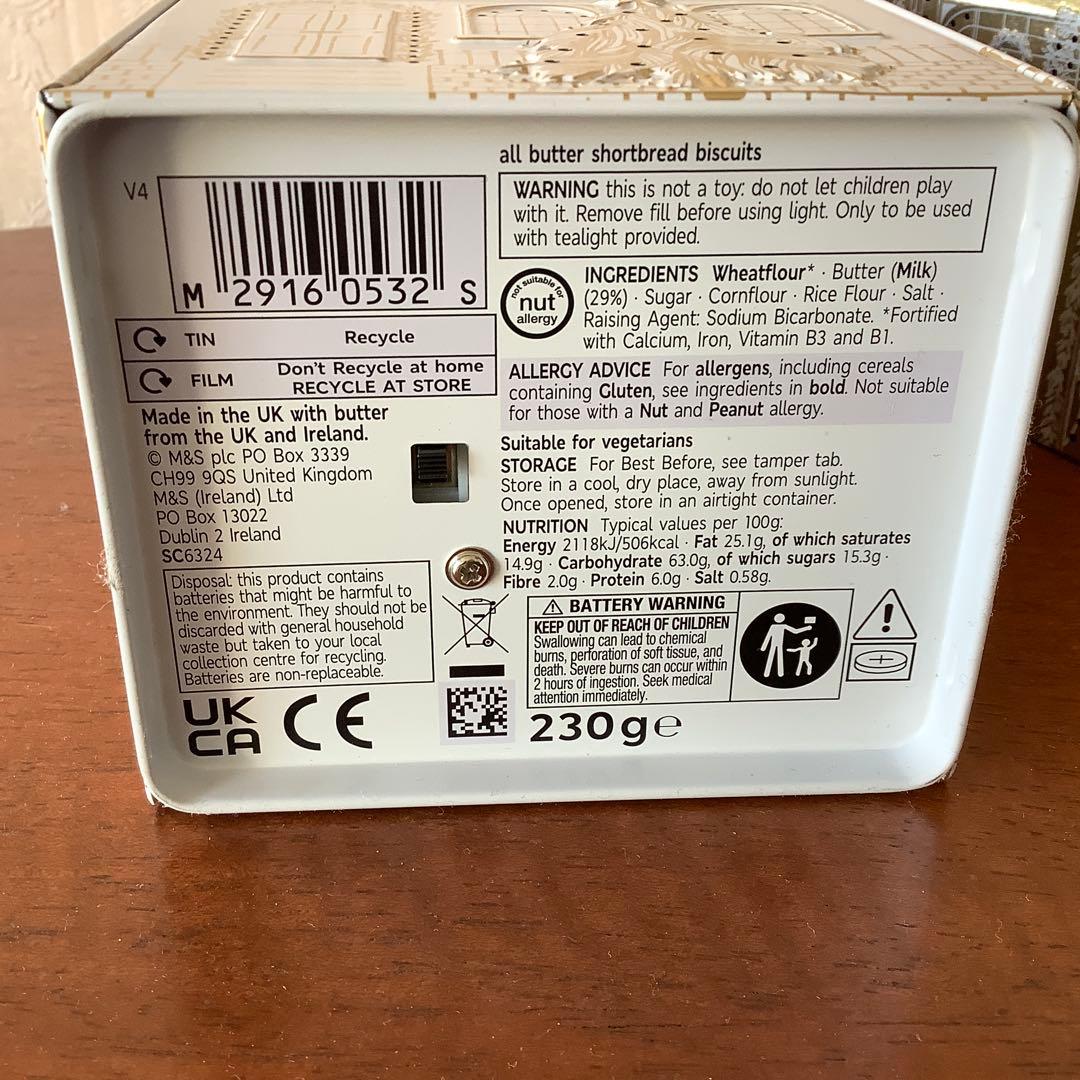 all butter shortbread biscuits
V4
M 2916 0532 S
WARNING this is not a toy: do not let children play
with it. Remove fill before using light. Only to be used
with tealight provided.
not suitable for
nut
allergy
INGREDIENTS Wheatflour* · Butter (Milk)
(29%) · Sugar · Cornflour · Rice Flour · Salt ·
Raising Agent: Sodium Bicarbonate. *Fortified
with Calcium, Iron, Vitamin B3 and B1.
TIN Recycle
FILM Don't Recycle at home
RECYCLE AT STORE
ALLERGY ADVICE For allergens, including cereals
containing Gluten, see ingredients in bold. Not suitable
for those with a Nut and Peanut allergy.
Made in the UK with butter
from the UK and Ireland.
© M&S plc PO Box 3339
CH99 9QS United Kingdom
M&S (Ireland) Ltd
PO Box 13022
Dublin 2 Ireland
SC6324
Suitable for vegetarians
STORAGE For Best Before, see tamper tab.
Store in a cool, dry place, away from sunlight.
Once opened, store in an airtight container.
NUTRITION Typical values per 100g:
Energy 2118kJ/506kcal · Fat 25.1g, of which saturates
14.9g · Carbohydrate 63.0g, of which sugars 15.3g ·
Fibre 2.0g · Protein 6.0g · Salt 0.58g.
Disposal: this product contains
batteries that might be harmful to
the environment. They should not be
discarded with general household
waste but taken to your local
collection centre for recycling.
Batteries are non-replaceable.
BATTERY WARNING
KEEP OUT OF REACH OF CHILDREN
Swallowing can lead to chemical
burns, perforation of soft tissue, and
death. Severe burns can occur within
2 hours of ingestion. Seek medical
attention immediately.
UK
CA
CE
230g e